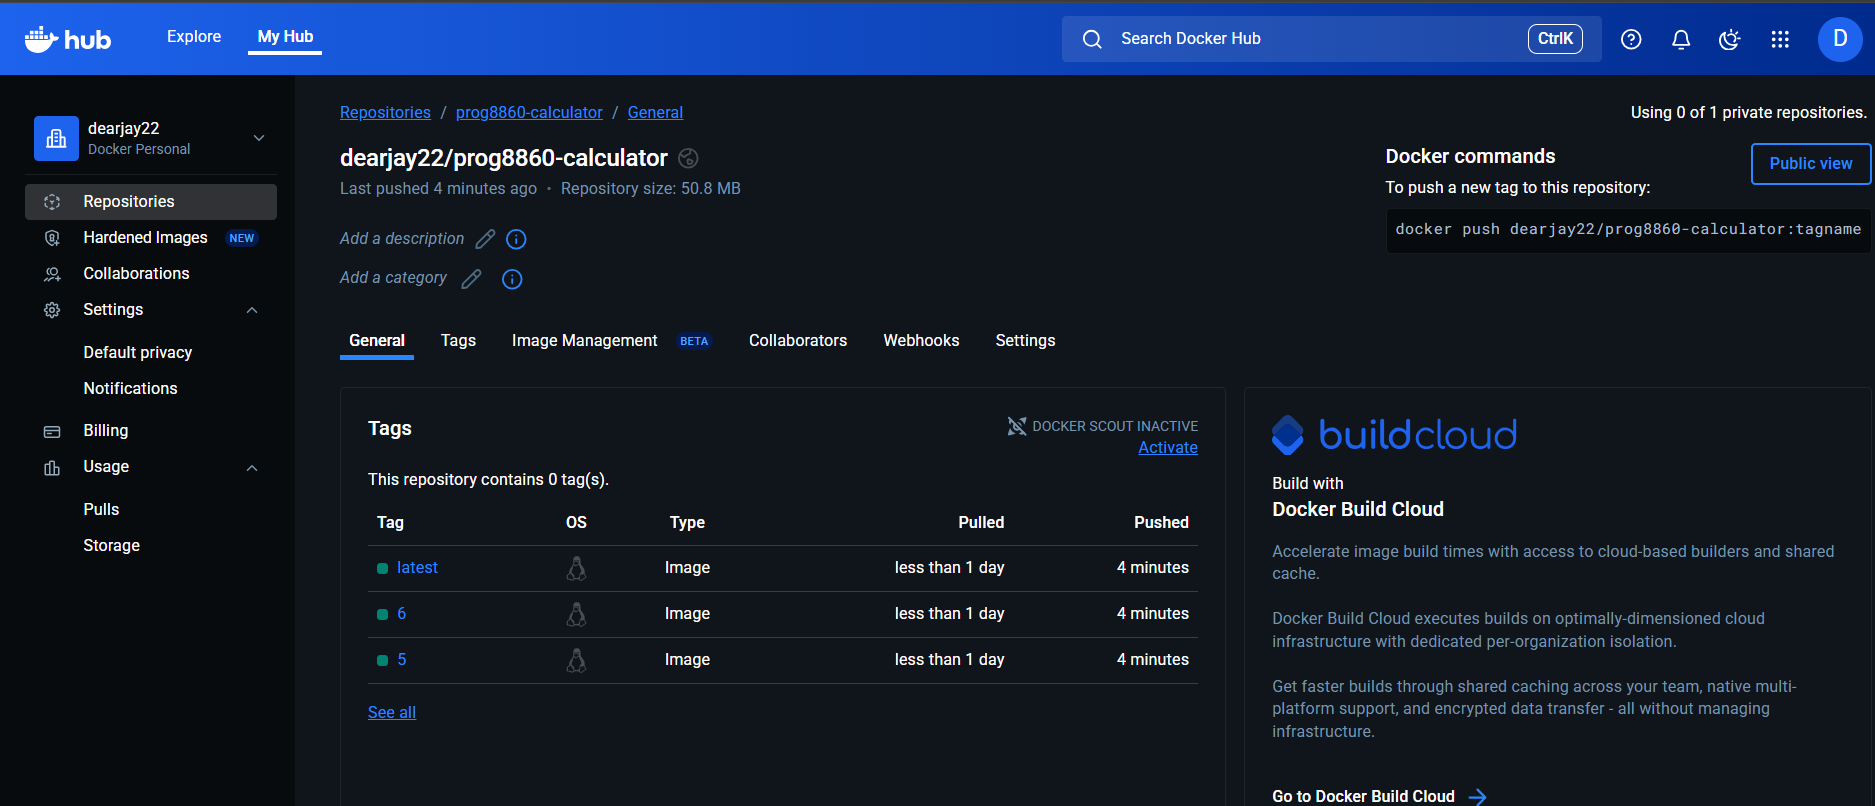 hub
Explore
My Hub
Search Docker Hub
CtrlK
D
dearjay22
Docker Personal
Repositories
Hardened Images NEW
Collaborations
Settings
Default privacy
Notifications
Billing
Usage
Pulls
Storage
Repositories / prog8860-calculator / General
Using 0 of 1 private repositories.
dearjay22/prog8860-calculator
Last pushed 4 minutes ago · Repository size: 50.8 MB
Add a description
Add a category
Docker commands
Public view
To push a new tag to this repository:
docker push dearjay22/prog8860-calculator:tagname
General Tags Image Management BETA Collaborators Webhooks Settings
Tags
DOCKER SCOUT INACTIVE
Activate
This repository contains 0 tag(s).
Tag OS Type Pulled Pushed
latest Image less than 1 day 4 minutes
6 Image less than 1 day 4 minutes
5 Image less than 1 day 4 minutes
See all
buildcloud
Build with
Docker Build Cloud
Accelerate image build times with access to cloud-based builders and shared
cache.
Docker Build Cloud executes builds on optimally-dimensioned cloud
infrastructure with dedicated per-organization isolation.
Get faster builds through shared caching across your team, native multi-
platform support, and encrypted data transfer - all without managing
infrastructure.
Go to Docker Build Cloud